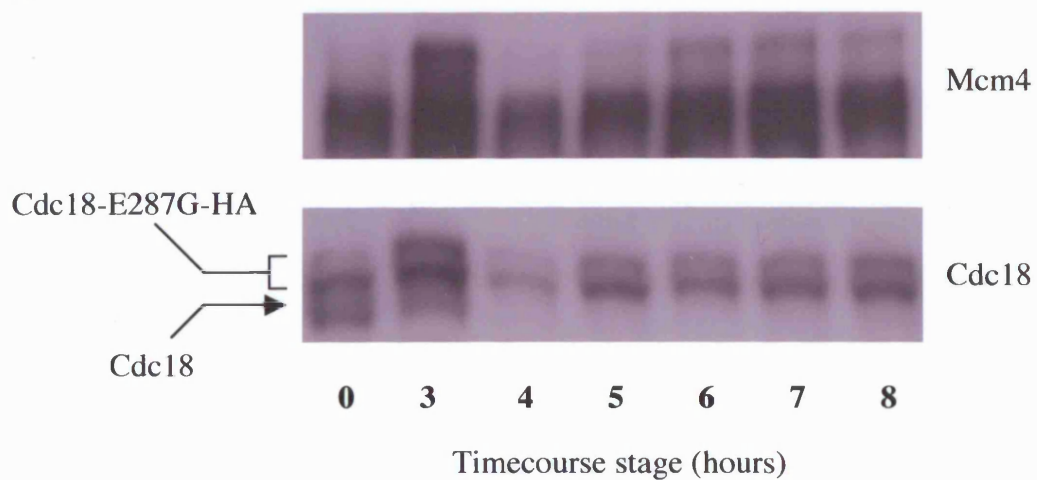 Mcm4
Cdc18-E287G-HA
Cdc18
Cdc18
0 3 4 5 6 7 8
Timecourse stage (hours)